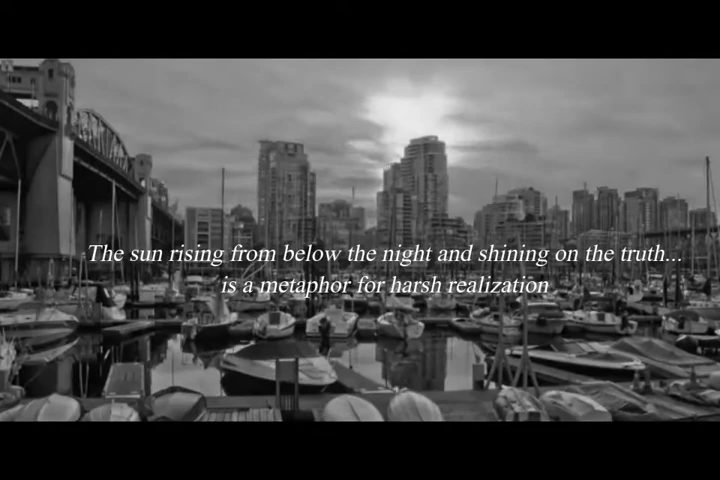 The sun rising from below the night and shining on the truth...
is a metaphor for harsh realization